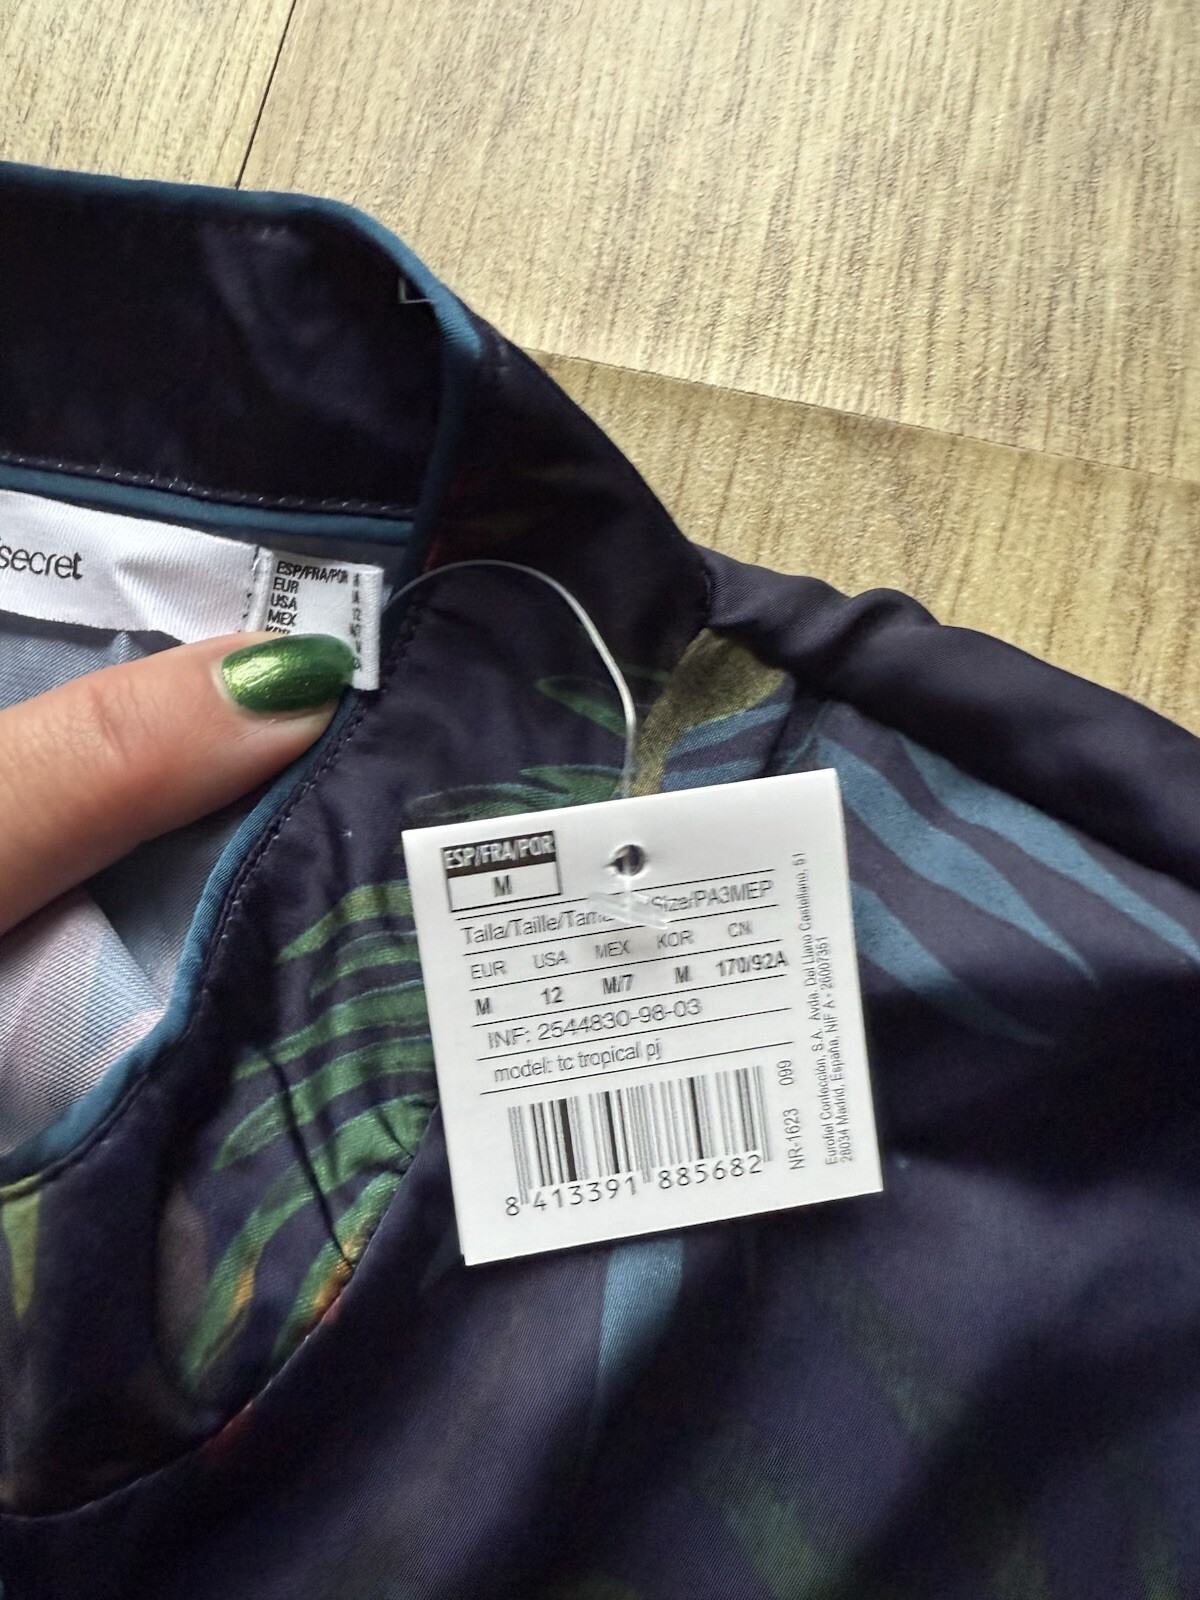 secret
ESP/FRA/POR
EUR
USA
MEX
12
ESP/FRA/POR
M
Talla/Taille/Size/PA3MEP
EUR USA MEX KOR CN
M 12 M/7 M 170/92A
INF: 2544830-98-03
model: tc tropical pj
8 413391 885682
NR-1623 099
Eurofiel Confección, S.A. Avda. Del Llano Castellano, 51
28034 Madrid, España, NIF A - 28007351